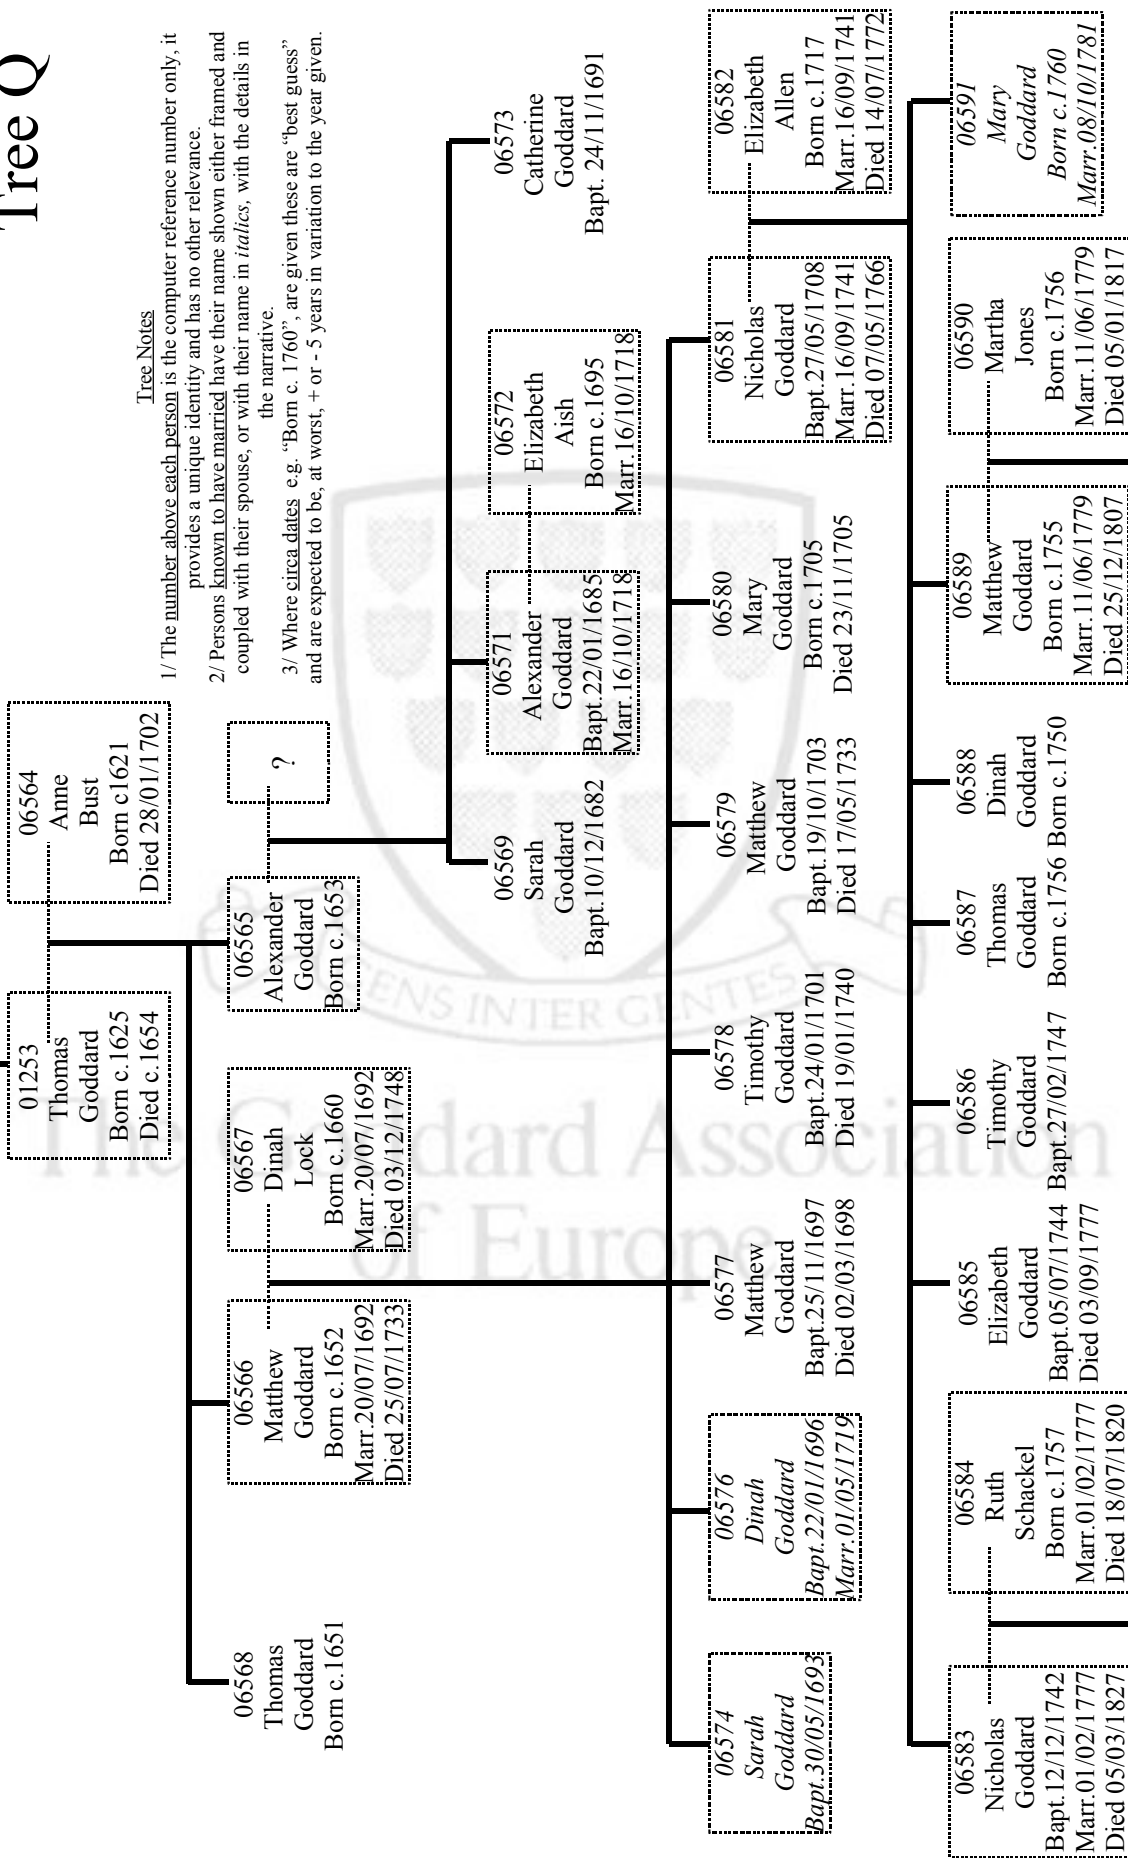 Tree Q
Tree Notes
1/ The number above each person is the computer reference number only, it
provides a unique identity and has no other relevance.
2/ Persons known to have married have their name shown either framed and
coupled with their spouse, or with their name in italics, with the details in
the narrative.
3/ Where circa dates e.g. “Born c. 1760”, are given these are “best guess”
and are expected to be, at worst, + or - 5 years in variation to the year given.
01253
Thomas
Goddard
Born c.1625
Died c.1654
06564
Anne
Bust
Born c1621
Died 28/01/1702
06568
Thomas
Goddard
Born c.1651
06566
Matthew
Goddard
Born c.1652
Marr.20/07/1692
Died 25/07/1733
06567
Dinah
Lock
Born c.1660
Marr.20/07/1692
Died 03/12/1748
06565
Alexander
Goddard
Born c.1653
?
06569
Sarah
Goddard
Bapt.10/12/1682
06571
Alexander
Goddard
Bapt.22/01/1685
Marr.16/10/1718
06572
Elizabeth
Aish
Born c.1695
Marr.16/10/1718
06573
Catherine
Goddard
Bapt. 24/11/1691
06574
Sarah
Goddard
Bapt.30/05/1693
06576
Dinah
Goddard
Bapt.22/01/1696
Marr.01/05/1719
06577
Matthew
Goddard
Bapt.25/11/1697
Died 02/03/1698
06578
Timothy
Goddard
Bapt.24/01/1701
Died 19/01/1740
06579
Matthew
Goddard
Bapt.19/10/1703
Died 17/05/1733
06580
Mary
Goddard
Born c.1705
Died 23/11/1705
06581
Nicholas
Goddard
Bapt.27/05/1708
Marr.16/09/1741
Died 07/05/1766
06582
Elizabeth
Allen
Born c.1717
Marr.16/09/1741
Died 14/07/1772
06583
Nicholas
Goddard
Bapt.12/12/1742
Marr.01/02/1777
Died 05/03/1827
06584
Ruth
Schackel
Born c.1757
Marr.01/02/1777
Died 18/07/1820
06585
Elizabeth
Goddard
Bapt.05/07/1744
Died 03/09/1777
06586
Timothy
Goddard
Bapt.27/02/1747
06587
Thomas
Goddard
Born c.1756
06588
Dinah
Goddard
Born c.1750
06589
Matthew
Goddard
Born c.1755
Marr.11/06/1779
Died 25/12/1807
06590
Martha
Jones
Born c.1756
Marr.11/06/1779
Died 05/01/1817
06591
Mary
Goddard
Born c.1760
Marr.08/10/1781
GENS INTER GENTES
The Goddard Association
of Europe